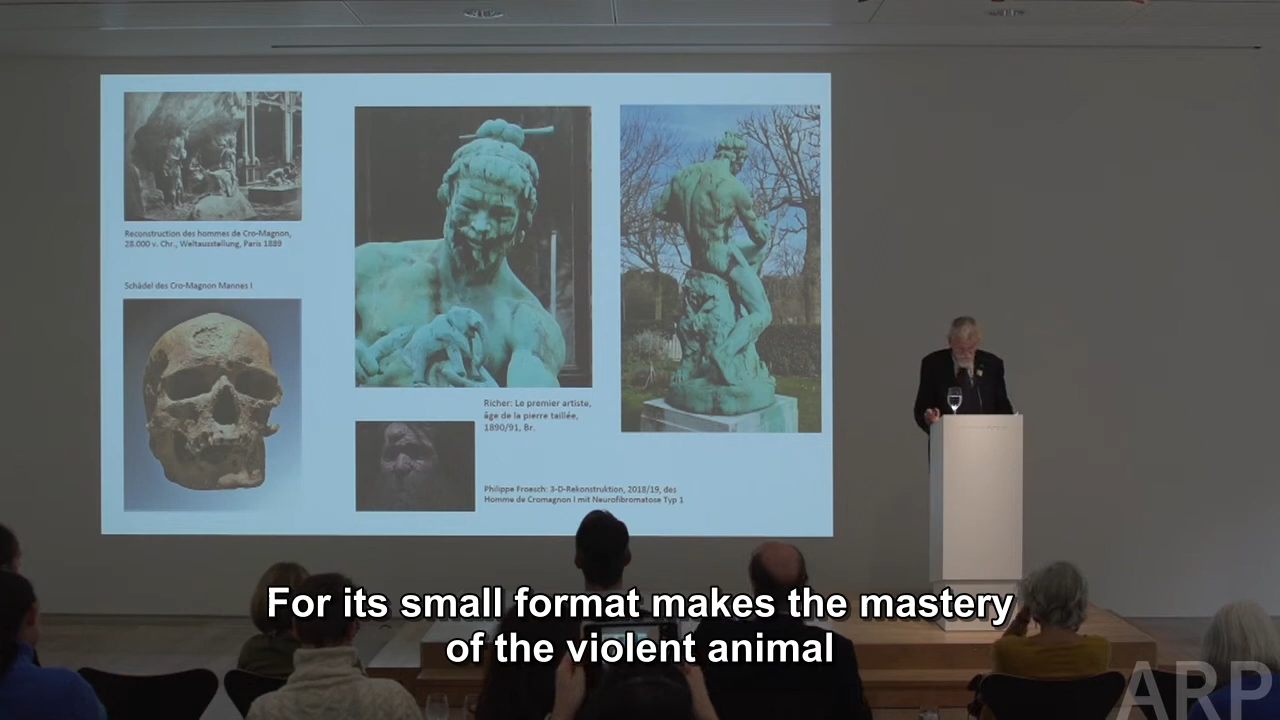 Reconstruction des hommes de Cro-Magnon,
28.000 v. Chr., Weltausstellung, Paris 1889
Schädel des Cro-Magnon Mannes I
Richer: Le premier artiste,
âge de la pierre taillée,
1890/91, Br.
Philippe Froesch: 3-D-Rekonstruktion, 2018/19, des
Homme de Cromagnon I mit Neurofibromatose Typ 1
For its small format makes the mastery
of the violent animal
ARP